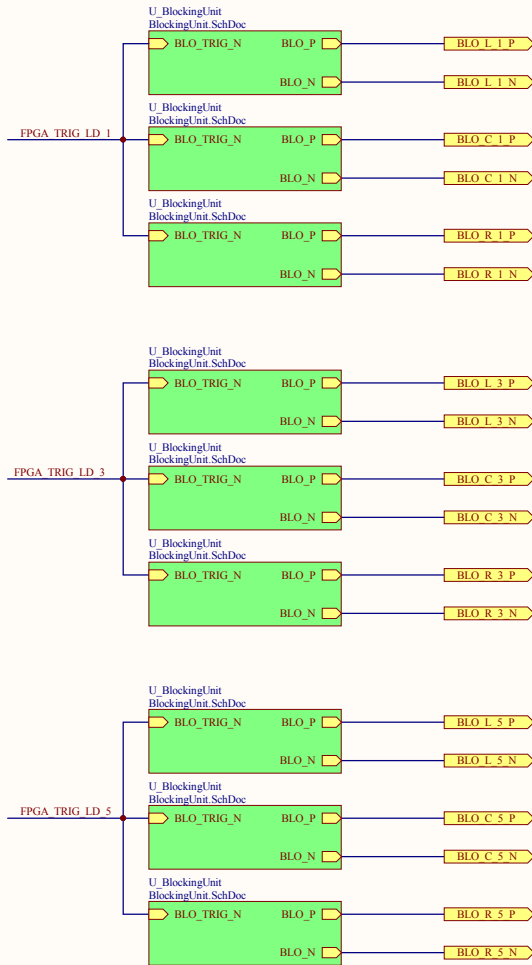 U_BlockingUnit
BlockingUnit.SchDoc
BLO_TRIG_N BLO_P BLO_L_1_P
BLO_N BLO_L_1_N
U_BlockingUnit
BlockingUnit.SchDoc
FPGA_TRIG_LD_1 BLO_TRIG_N BLO_P BLO_C_1_P
BLO_N BLO_C_1_N
U_BlockingUnit
BlockingUnit.SchDoc
BLO_TRIG_N BLO_P BLO_R_1_P
BLO_N BLO_R_1_N
U_BlockingUnit
BlockingUnit.SchDoc
BLO_TRIG_N BLO_P BLO_L_3_P
BLO_N BLO_L_3_N
U_BlockingUnit
BlockingUnit.SchDoc
FPGA_TRIG_LD_3 BLO_TRIG_N BLO_P BLO_C_3_P
BLO_N BLO_C_3_N
U_BlockingUnit
BlockingUnit.SchDoc
BLO_TRIG_N BLO_P BLO_R_3_P
BLO_N BLO_R_3_N
U_BlockingUnit
BlockingUnit.SchDoc
BLO_TRIG_N BLO_P BLO_L_5_P
BLO_N BLO_L_5_N
U_BlockingUnit
BlockingUnit.SchDoc
FPGA_TRIG_LD_5 BLO_TRIG_N BLO_P BLO_C_5_P
BLO_N BLO_C_5_N
U_BlockingUnit
BlockingUnit.SchDoc
BLO_TRIG_N BLO_P BLO_R_5_P
BLO_N BLO_R_5_N